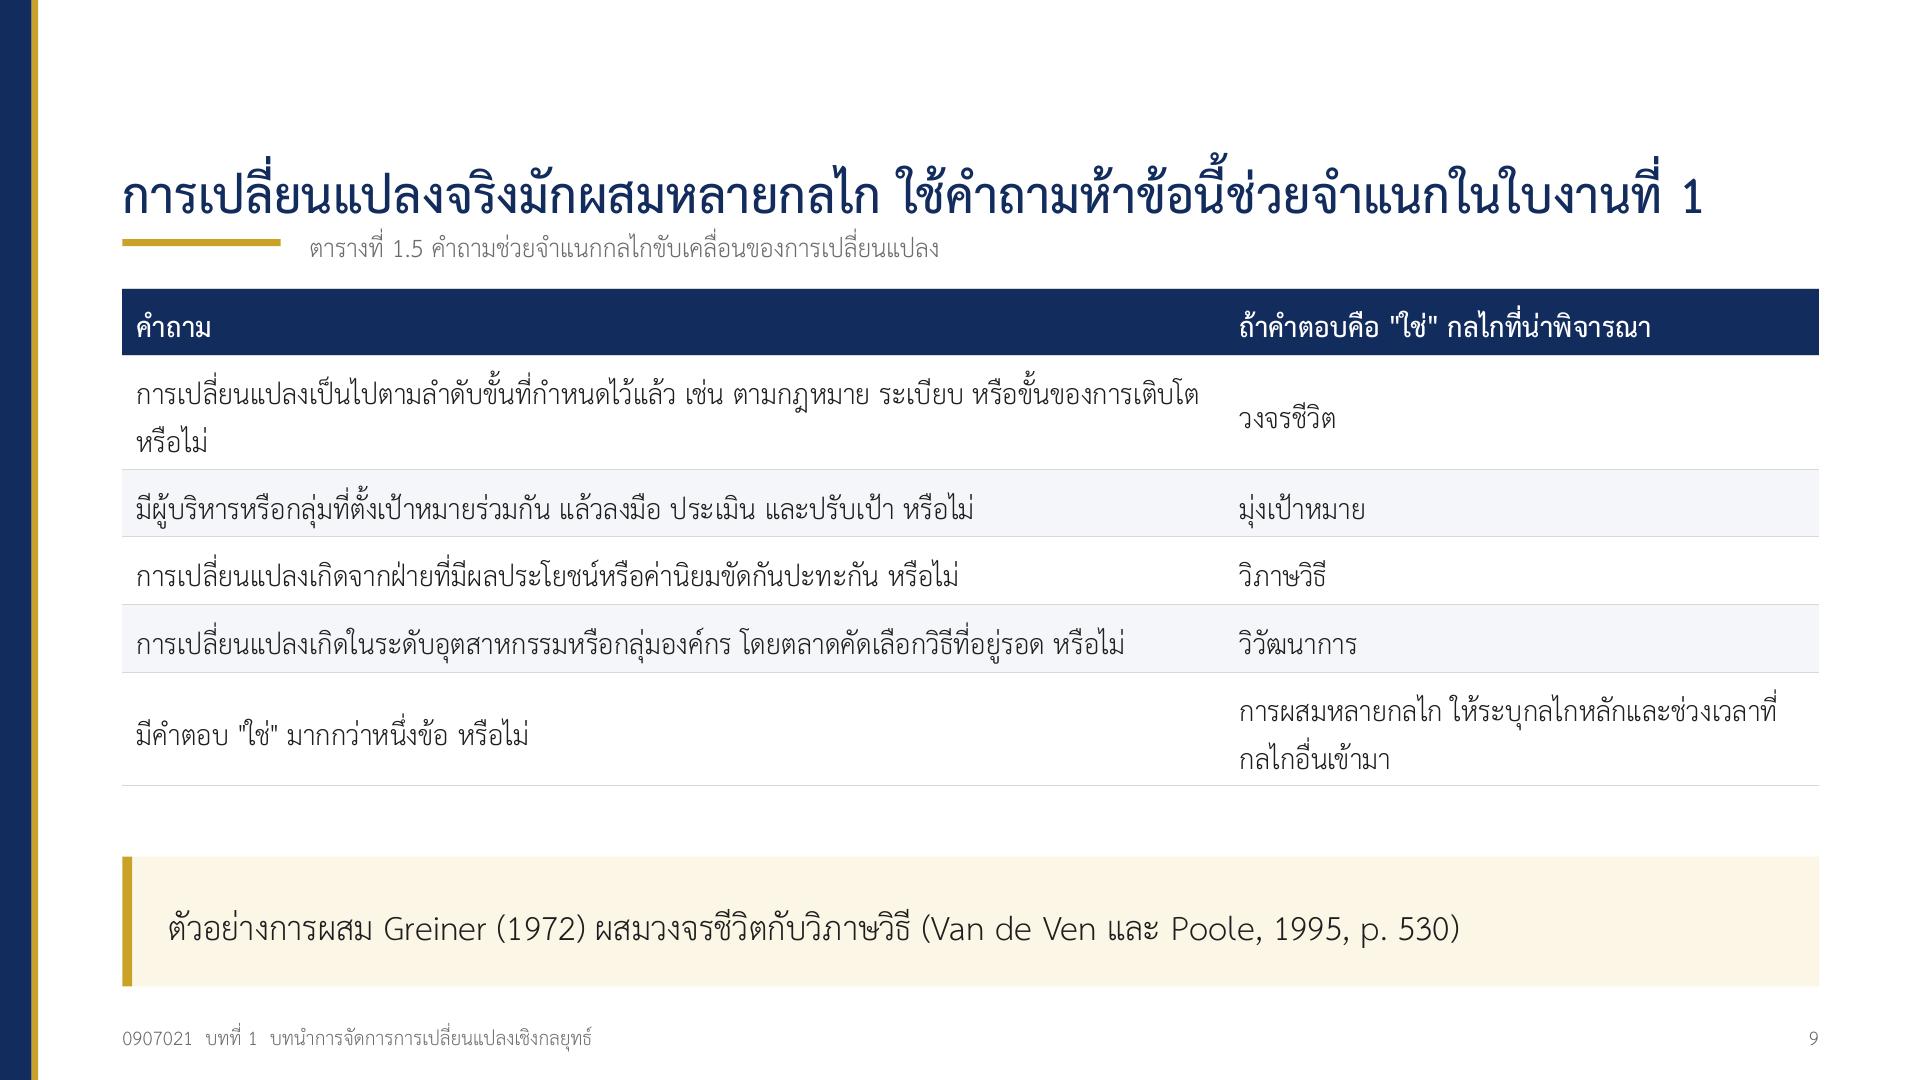 การเปลี่ยนแปลงจริงมักผสมหลายกลไก ใช้คำถามห้าข้อนี้ช่วยจำแนกในใบงานที่ 1
ตารางที่ 1.5 คำถามช่วยจำแนกกลไกขับเคลื่อนของการเปลี่ยนแปลง
คำถาม
ถ้าคำตอบคือ "ใช่" กลไกที่น่าพิจารณา
การเปลี่ยนแปลงเป็นไปตามลำดับขั้นที่กำหนดไว้แล้ว เช่น ตามกฎหมาย ระเบียบ หรือขั้นของการเติบโต
หรือไม่
วงจรชีวิต
มีผู้บริหารหรือกลุ่มที่ตั้งเป้าหมายร่วมกัน แล้วลงมือ ประเมิน และปรับเป้า หรือไม่
มุ่งเป้าหมาย
การเปลี่ยนแปลงเกิดจากฝ่ายที่มีผลประโยชน์หรือค่านิยมขัดกันปะทะกัน หรือไม่
วิภาษวิธี
การเปลี่ยนแปลงเกิดในระดับอุตสาหกรรมหรือกลุ่มองค์กร โดยตลาดคัดเลือกวิธีที่อยู่รอด หรือไม่
วิวัฒนาการ
มีคำตอบ "ใช่" มากกว่าหนึ่งข้อ หรือไม่
การผสมหลายกลไก ให้ระบุกลไกหลักและช่วงเวลาที่
กลไกอื่นเข้ามา
ตัวอย่างการผสม Greiner (1972) ผสมวงจรชีวิตกับวิภาษวิธี (Van de Ven และ Poole, 1995, p. 530)
0907021 บทที่ 1 บทนำการจัดการการเปลี่ยนแปลงเชิงกลยุทธ์
9